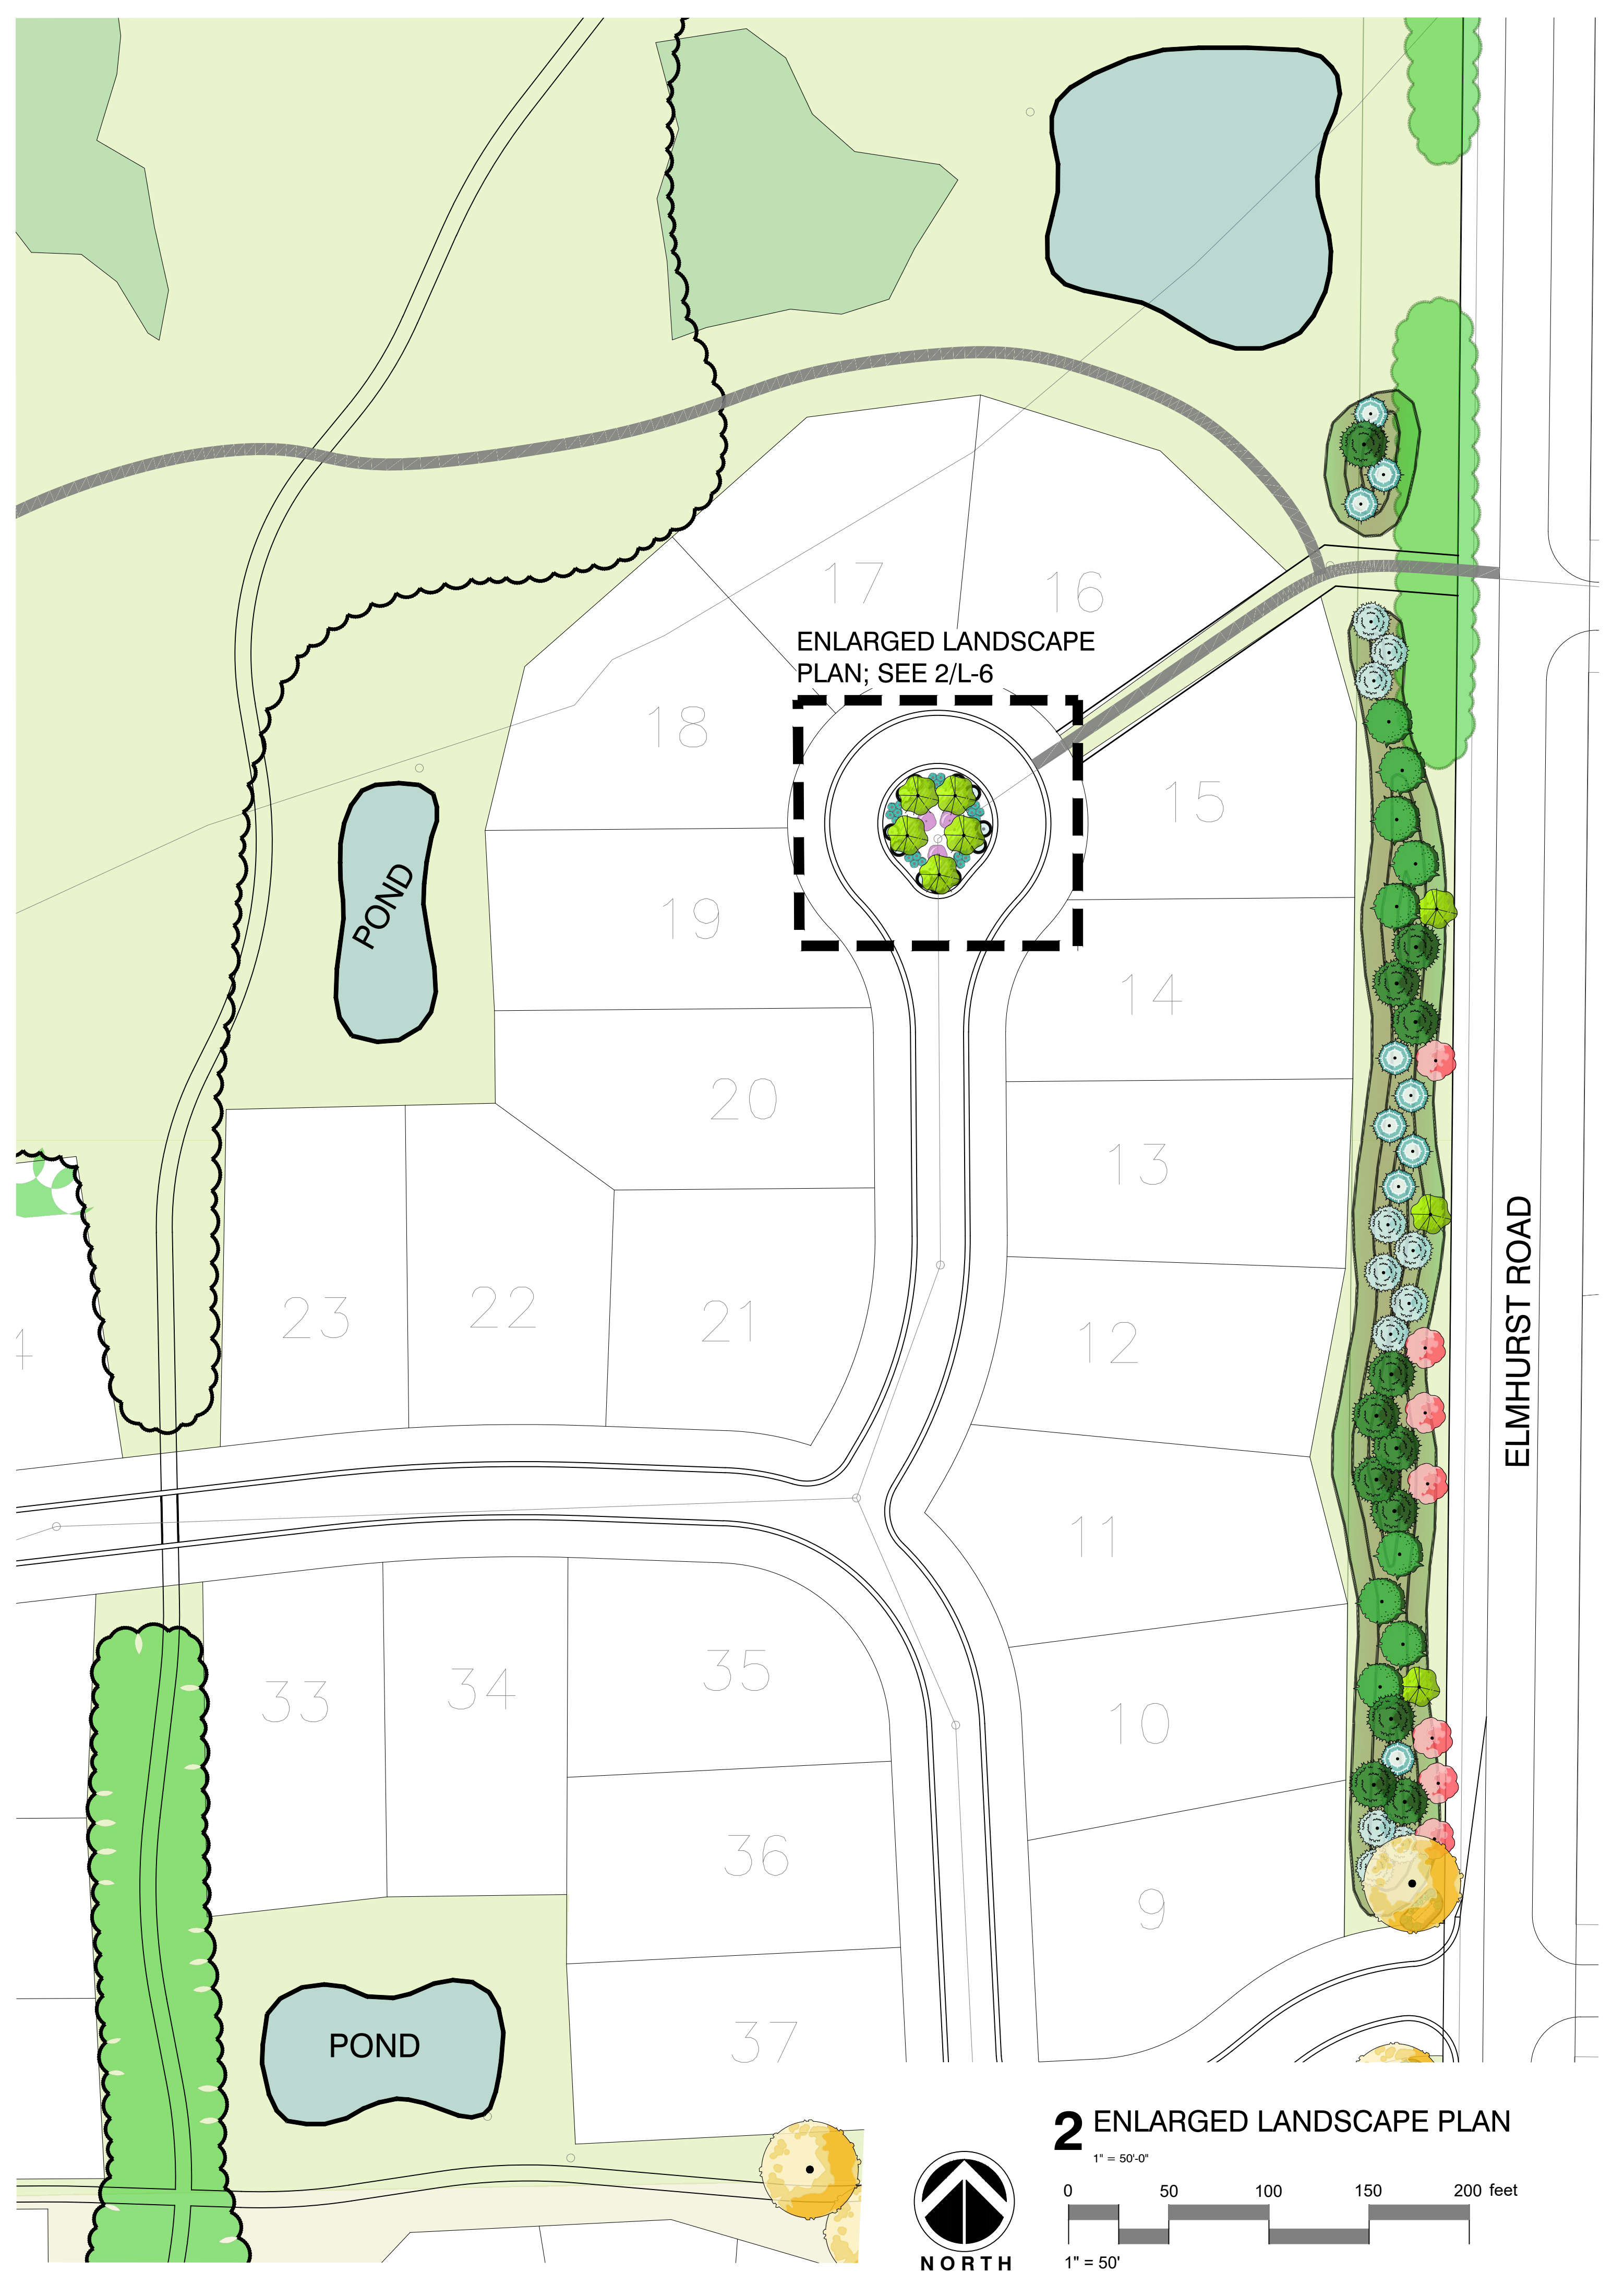 17
16
ENLARGED LANDSCAPE
PLAN; SEE 2/L-6
18
15
POND
19
14
20
13
ELMHURST ROAD
23
22
21
12
4
11
33
34
35
10
36
9
POND
37
2 ENLARGED LANDSCAPE PLAN
1" = 50'-0"
0 50 100 150 200 feet
1" = 50'
NORTH